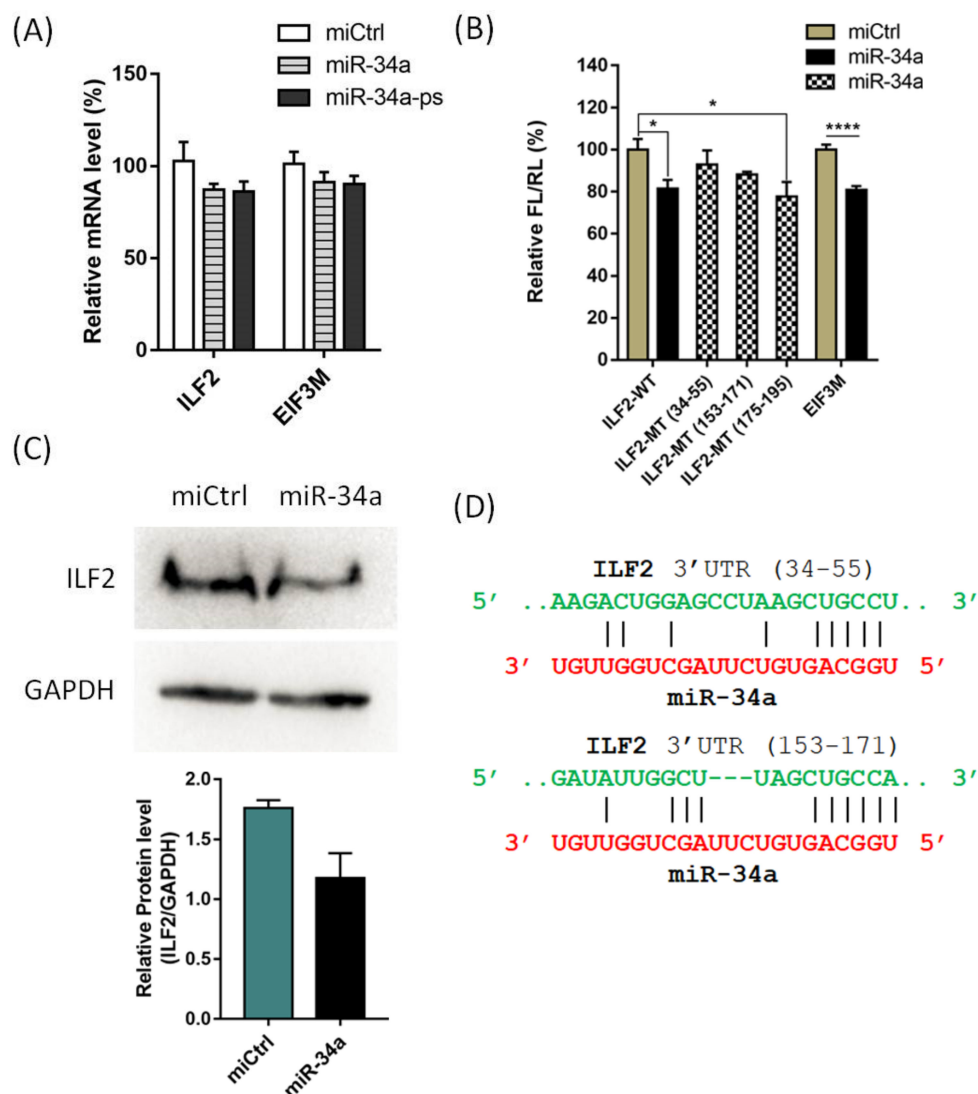 (A)
miCtrl
miR-34a
miR-34a-ps
Relative mRNA level (%)
150
100
50
0
ILF2
EIF3M
(B)
miCtrl
miR-34a
miR-34a
Relative FL/RL (%)
140
120
100
80
60
40
20
0
*
*
****
ILF2-WT
ILF2-MT (34-55)
ILF2-MT (153-171)
ILF2-MT (175-195)
EIF3M
(C)
miCtrl miR-34a
ILF2
GAPDH
Relative Protein level
(ILF2/GAPDH)
2.0
1.5
1.0
0.5
0.0
miCtrl
miR-34a
(D)
ILF2 3'UTR (34-55)
5' ..AAGACUGGAGCCUAAGCUGCCU.. 3'
3' UGUUGGUCGAUUCUGUGACGGU 5'
miR-34a
ILF2 3'UTR (153-171)
5' ..GAUAUUGGCU---UAGCUGCCA.. 3'
3' UGUUGGUCGAUUCUGUGACGGU 5'
miR-34a